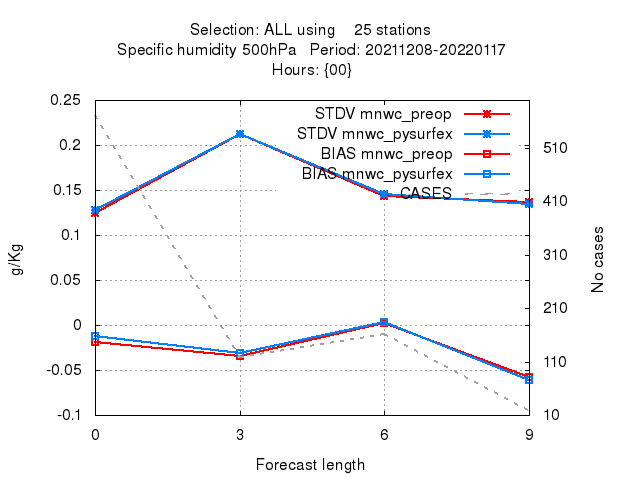 Selection: ALL using 25 stations
Specific humidity 500hPa Period: 20211208-20220117
Hours: {00}
STDV mnwc_preop
STDV mnwc_pysurfex
BIAS mnwc_preop
BIAS mnwc_pysurfex
CASES
0.25
0.2
0.15
0.1
0.05
0
-0.05
-0.1
g/Kg
510
410
310
210
110
10
No cases
0 3 6 9
Forecast length